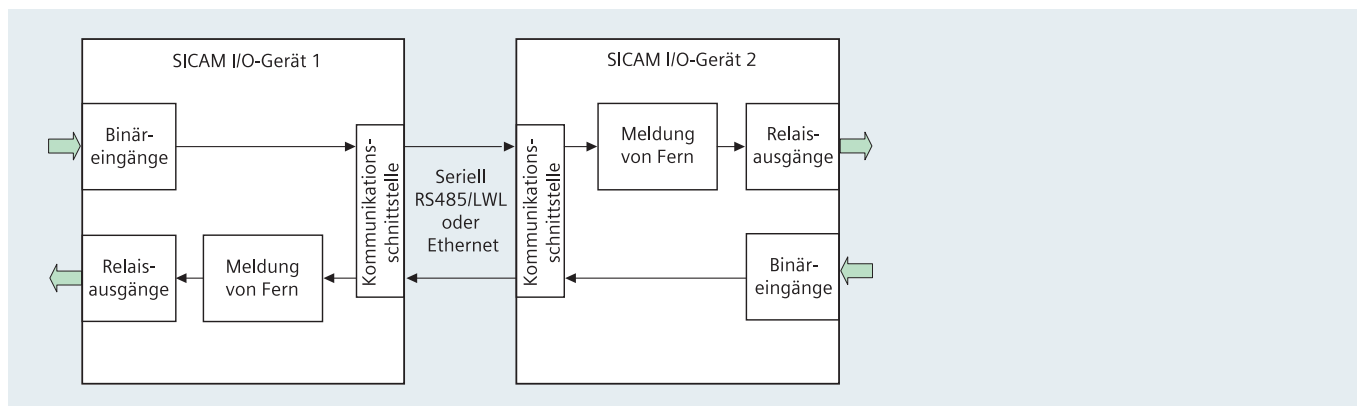 SICAM I/O-Gerät 1
Binär-
eingänge
Kommunikations-
schnittstelle
Relais-
ausgänge
Meldung
von Fern
Seriell
RS485/LWL
oder
Ethernet
SICAM I/O-Gerät 2
Kommunikations-
schnittstelle
Meldung
von Fern
Relais-
ausgänge
Binär-
eingänge